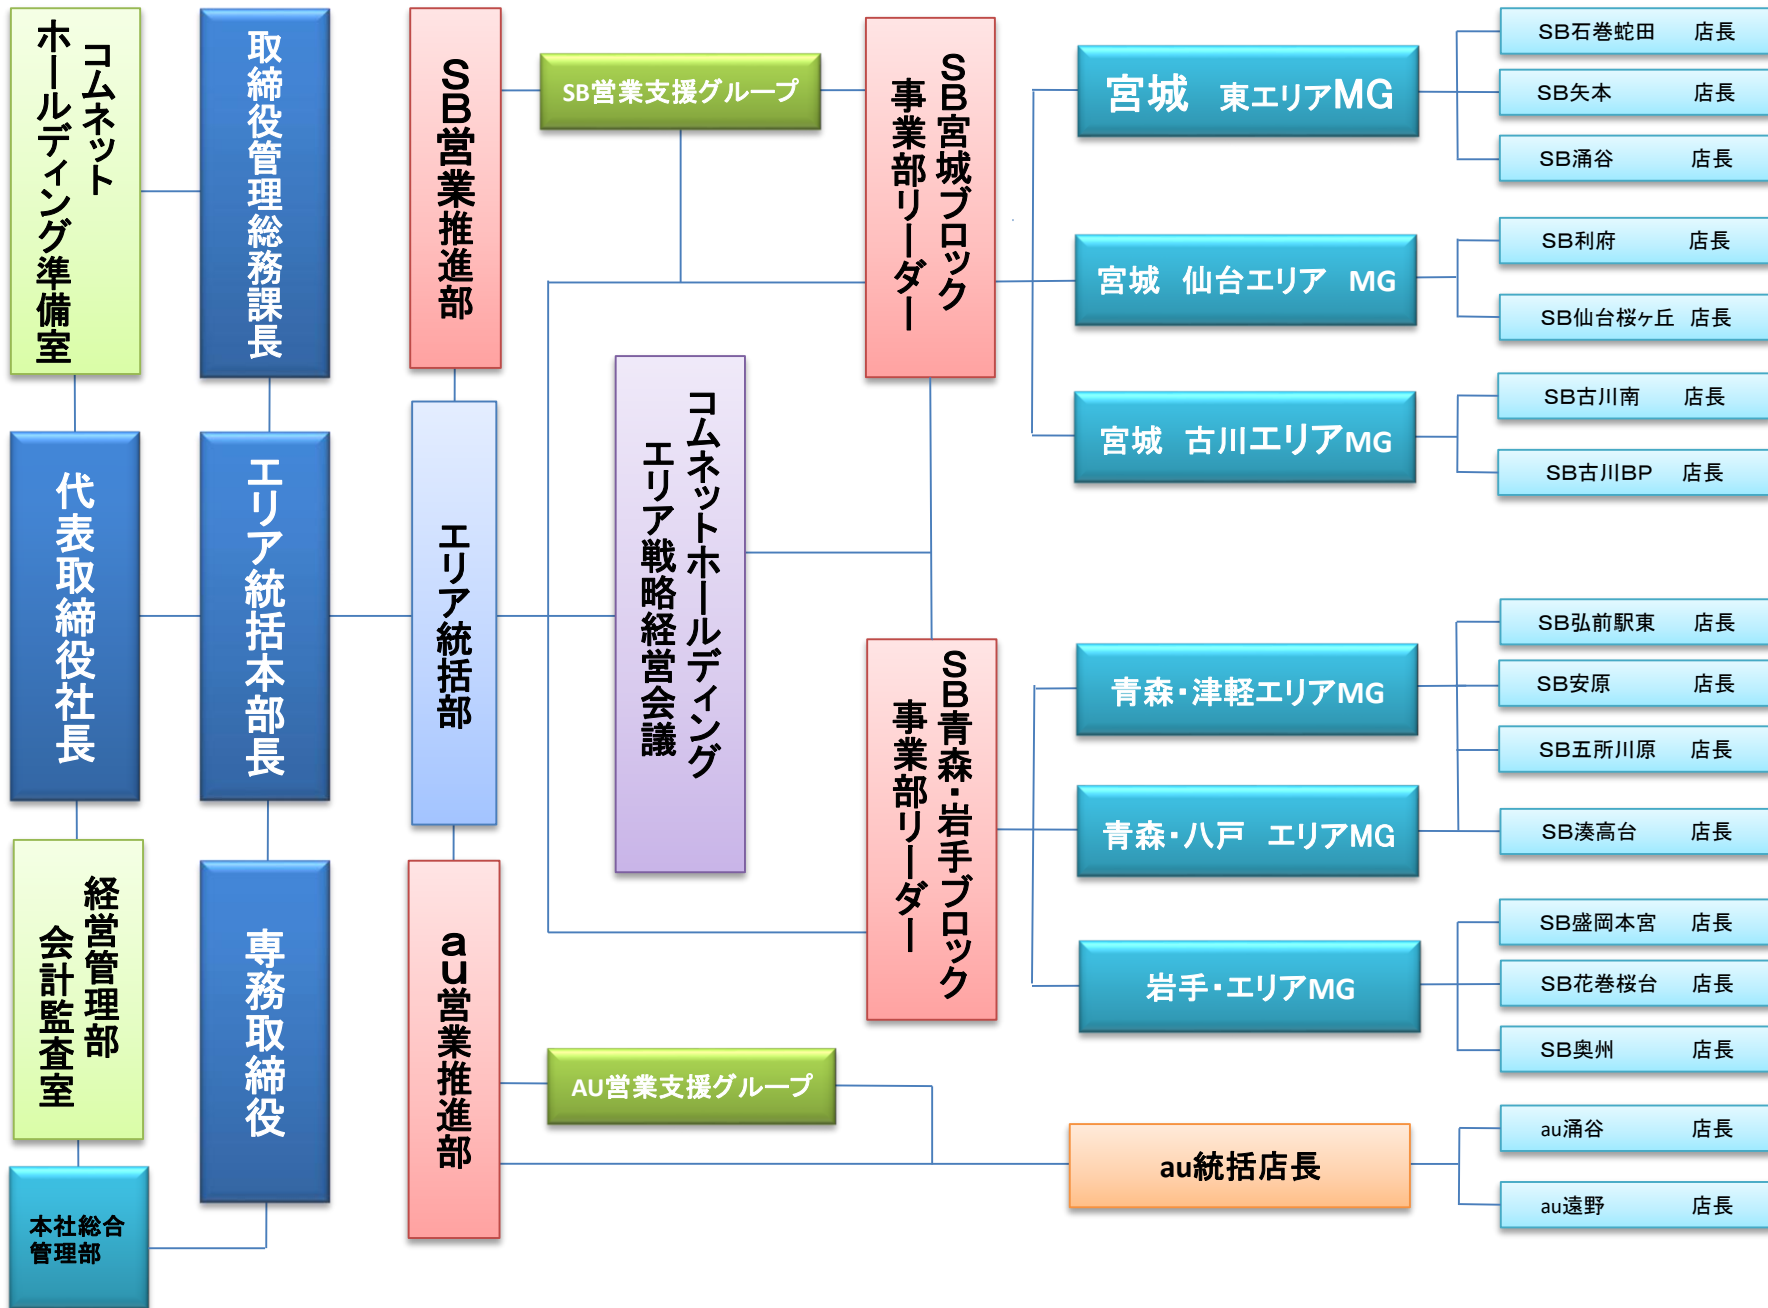 コムネット
ホールディング準備室
取締役管理総務課長
代表取締役社長
エリア統括本部長
経営管理部
会計監査室
専務取締役
本社総合
管理部
SB営業推進部
エリア統括部
au営業推進部
SB営業支援グループ
コムネットホールディング
エリア戦略経営会議
AU営業支援グループ
SB宮城ブロック
事業部リーダー
SB青森・岩手ブロック
事業部リーダー
宮城 東エリアMG
宮城 仙台エリア MG
宮城 古川エリアMG
青森・津軽エリアMG
青森・八戸 エリアMG
岩手・エリアMG
au統括店長
SB石巻蛇田 店長
SB矢本 店長
SB涌谷 店長
SB利府 店長
SB仙台桜ヶ丘 店長
SB古川南 店長
SB古川BP 店長
SB弘前駅東 店長
SB安原 店長
SB五所川原 店長
SB湊高台 店長
SB盛岡本宮 店長
SB花巻桜台 店長
SB奥州 店長
au涌谷 店長
au遠野 店長